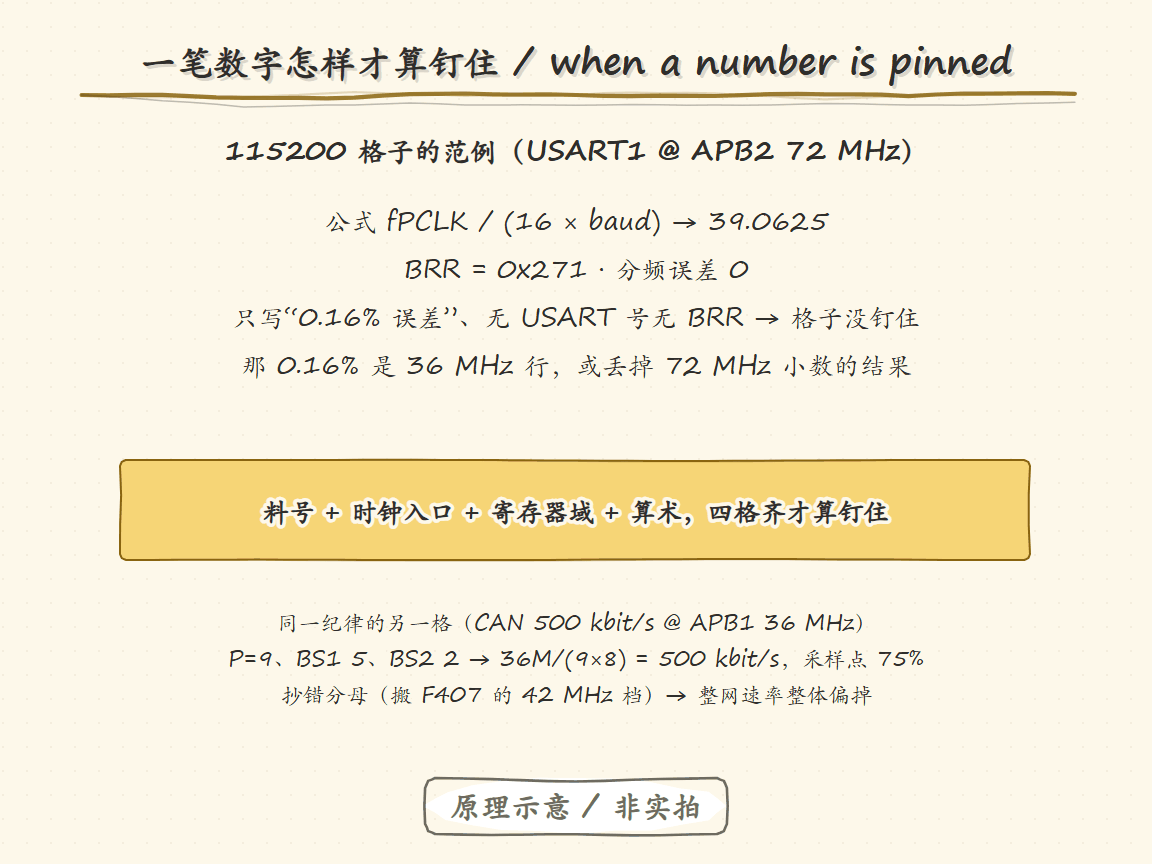 一笔数字怎样才算钉住 / when a number is pinned
115200 格子的范例（USART1 @ APB2 72 MHz）
公式 fPCLK / (16 × baud) → 39.0625
BRR = 0x271 · 分频误差 0
只写“0.16% 误差”、无 USART 号无 BRR → 格子没钉住
那 0.16% 是 36 MHz 行，或丢掉 72 MHz 小数的结果
料号 + 时钟入口 + 寄存器域 + 算术，四格齐才算钉住
同一纪律的另一格（CAN 500 kbit/s @ APB1 36 MHz）
P=9、BS1 5、BS2 2 → 36M/(9×8) = 500 kbit/s，采样点 75%
抄错分母（搬 F407 的 42 MHz 档）→ 整网速率整体偏掉
原理示意 / 非实拍